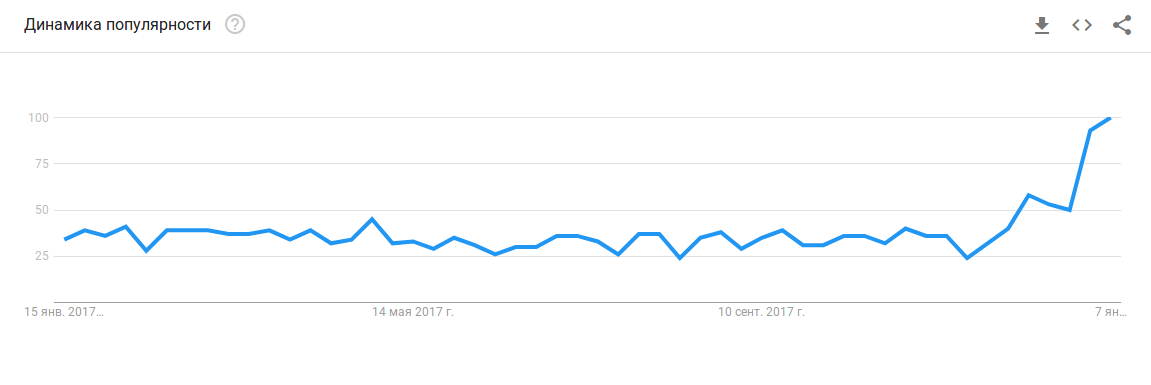 Динамика популярности ?
100
75
50
25
15 янв. 2017…
14 мая 2017 г.
10 сент. 2017 г.
7 ян…